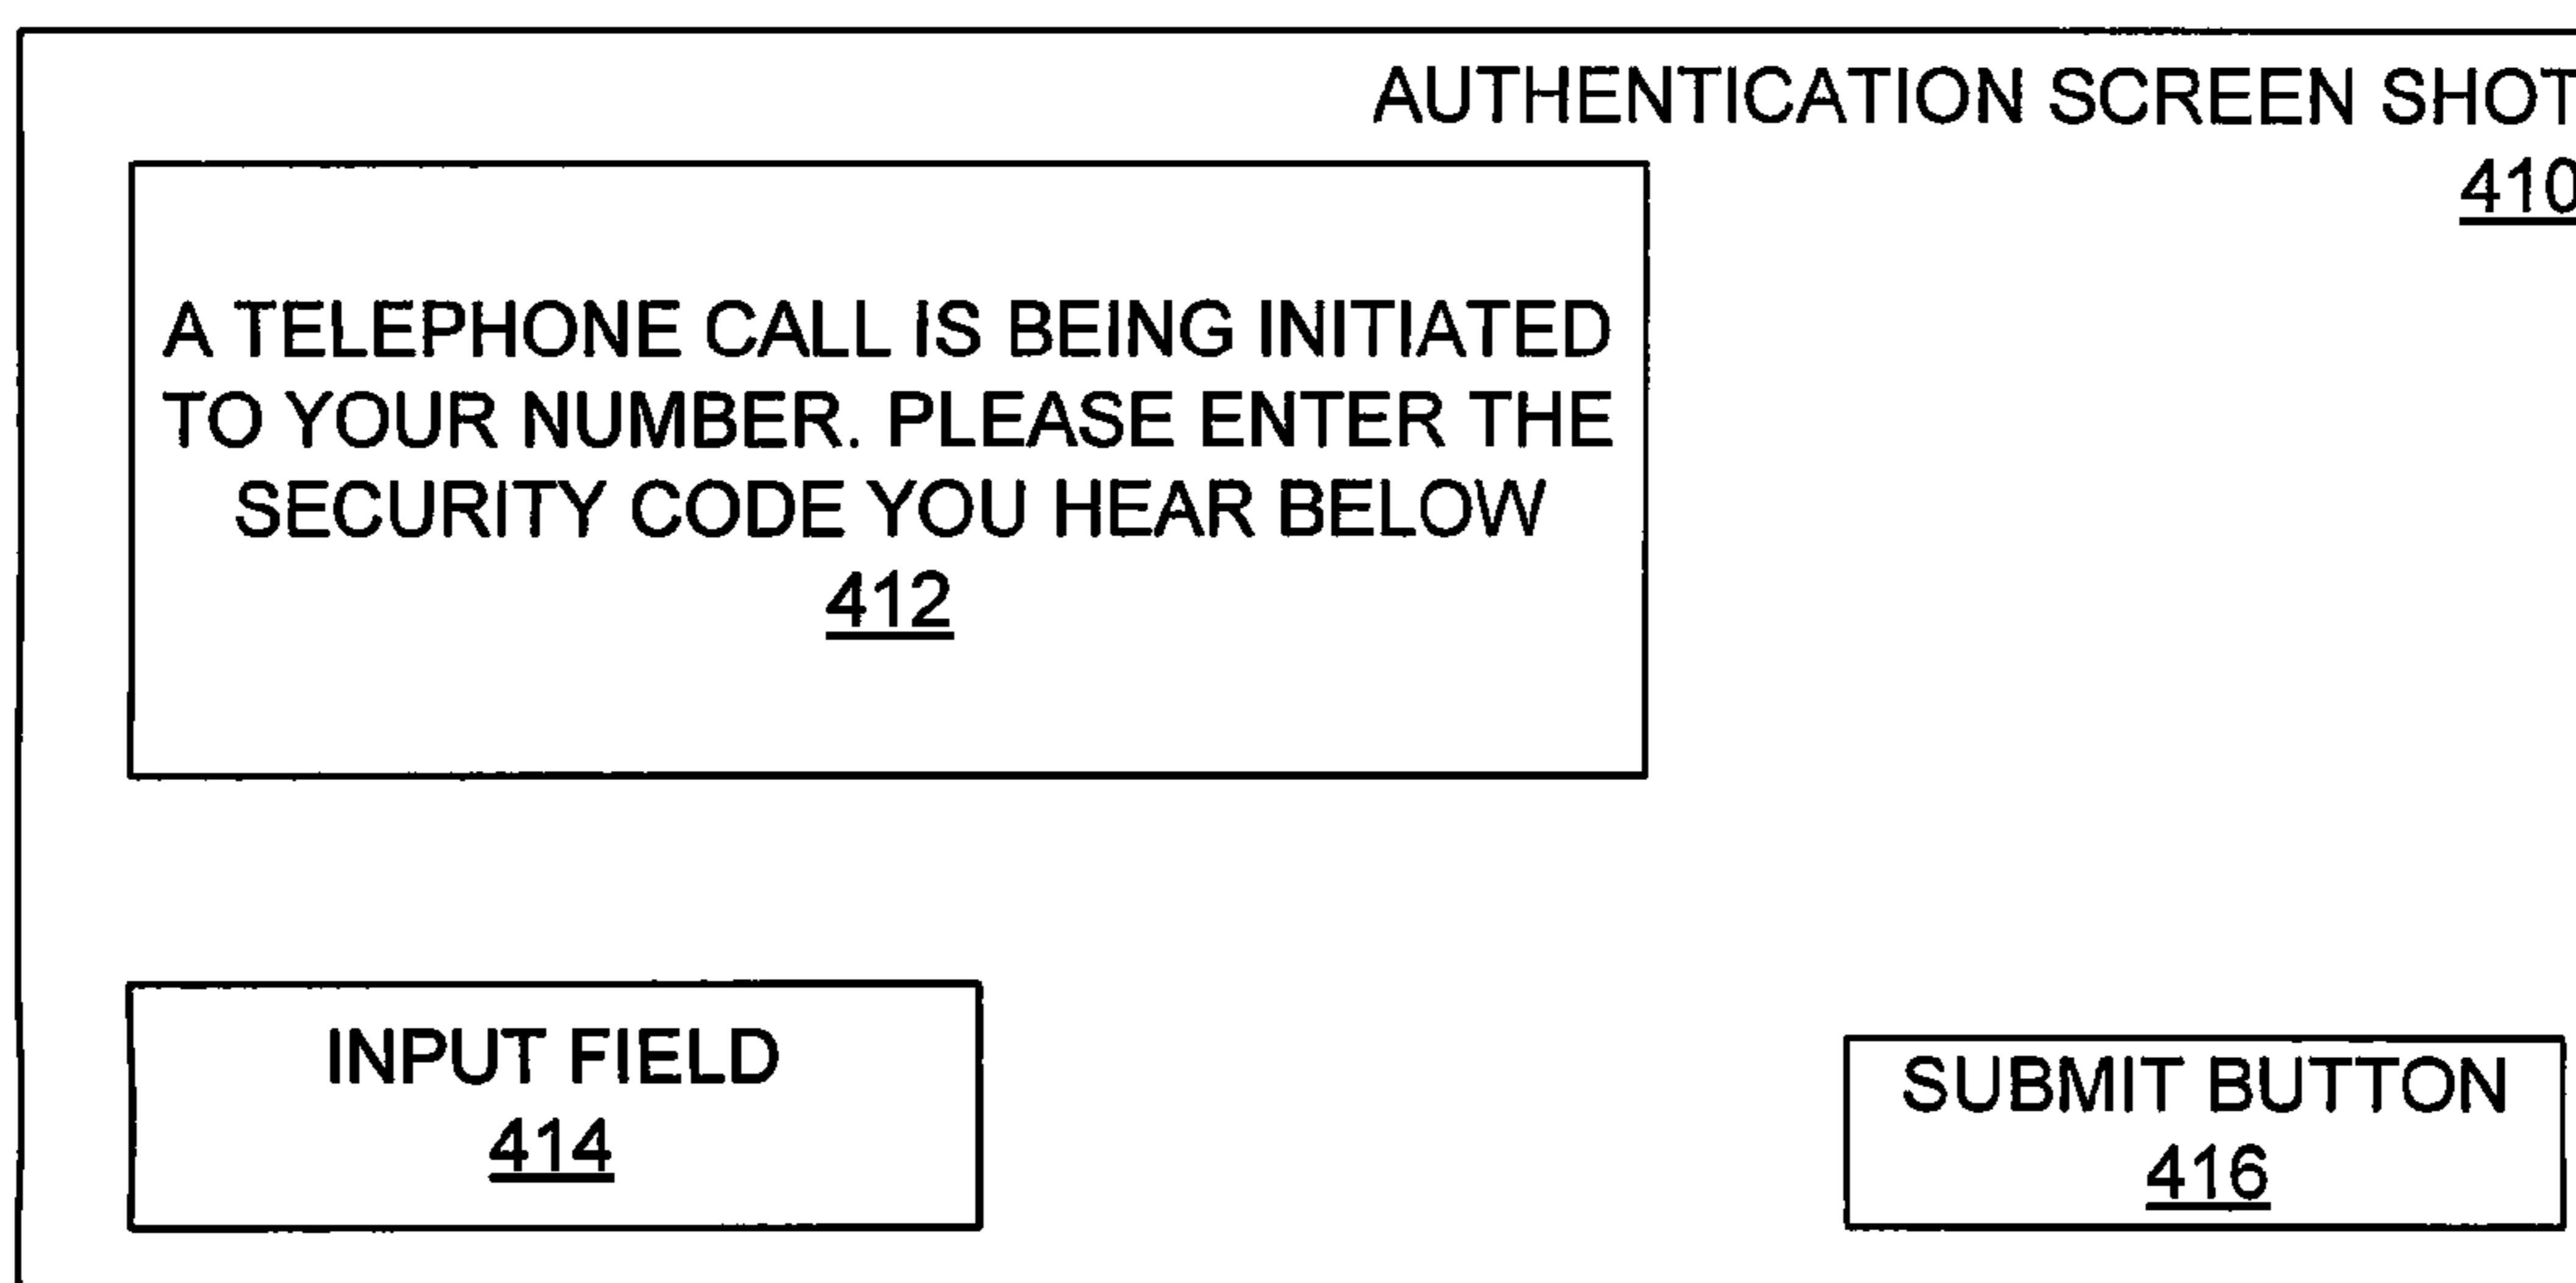 AUTHENTICATION SCREEN SHOT
410
A TELEPHONE CALL IS BEING INITIATED
TO YOUR NUMBER. PLEASE ENTER THE
SECURITY CODE YOU HEAR BELOW
412
INPUT FIELD
414
SUBMIT BUTTON
416